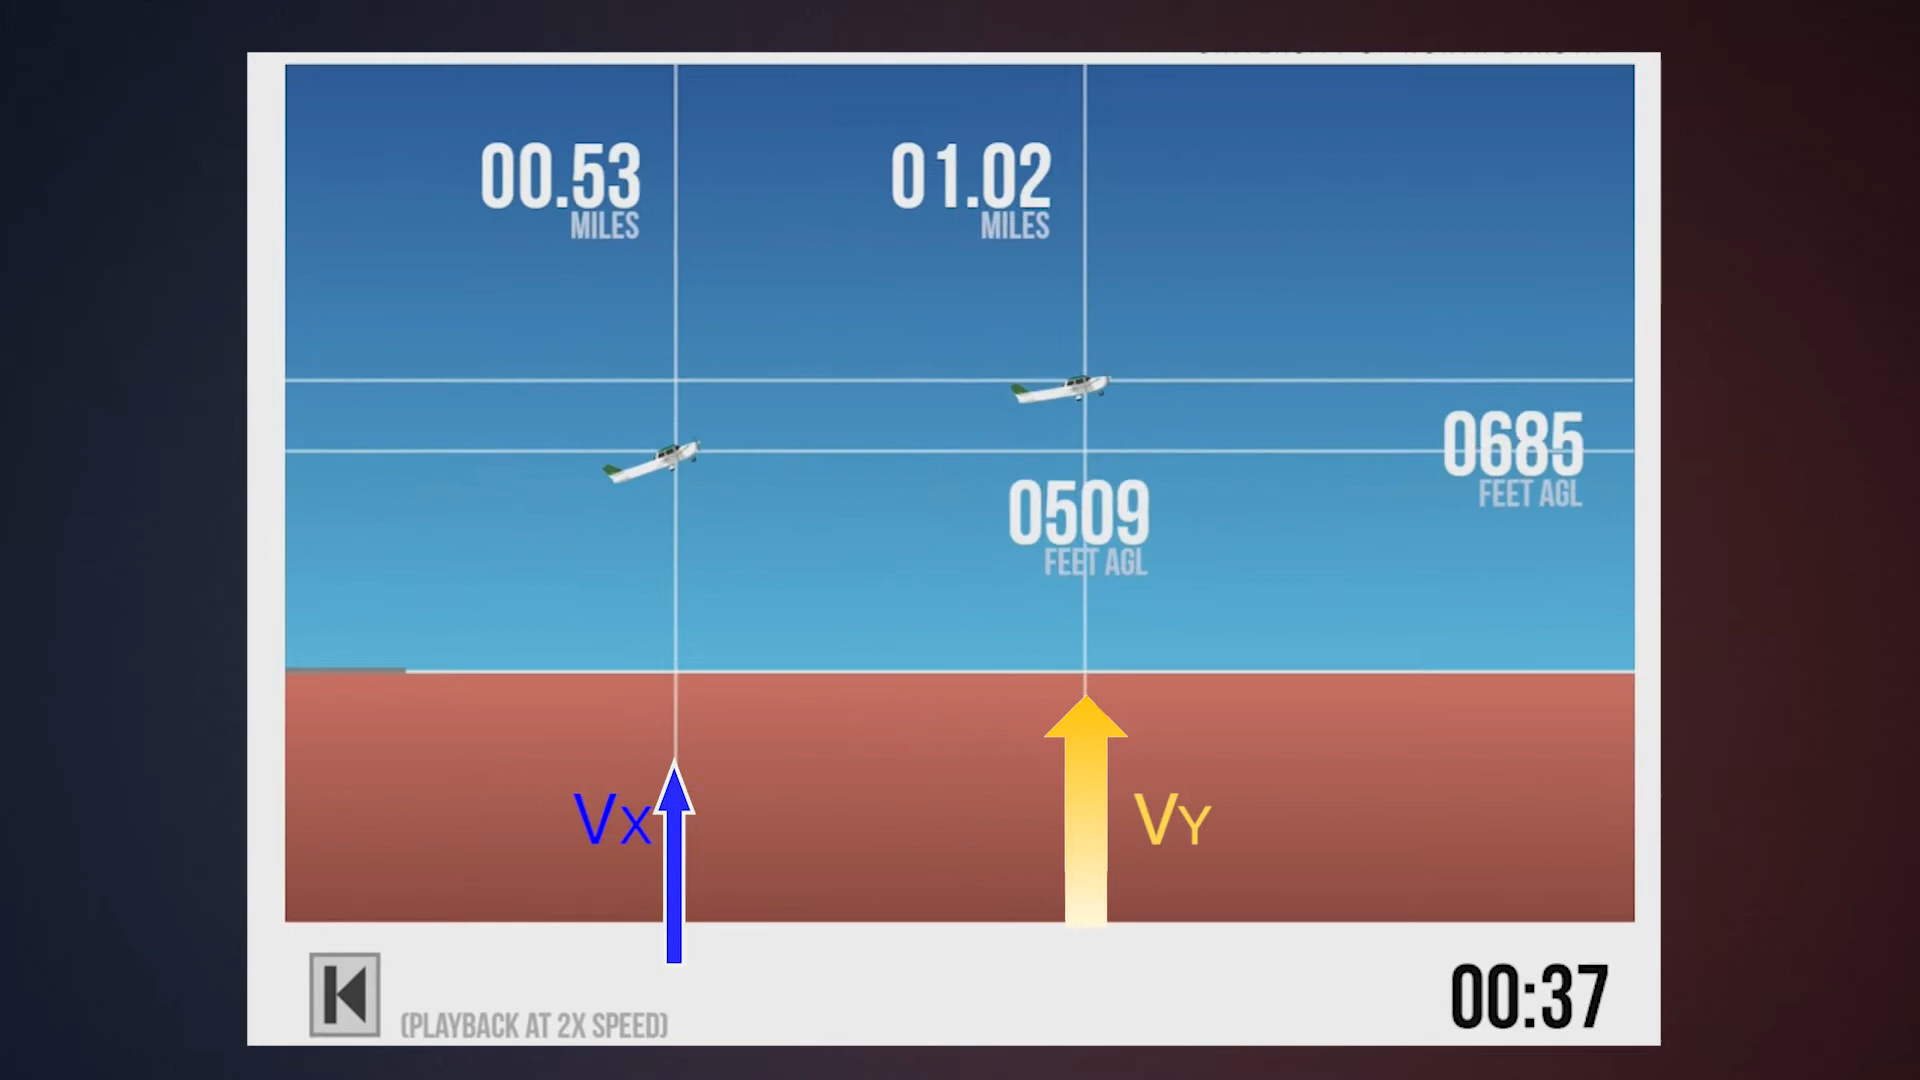 00.53
MILES
01.02
MILES
0685
FEET AGL
0509
FEET AGL
Vx
VY
(PLAYBACK AT 2X SPEED)
00:37